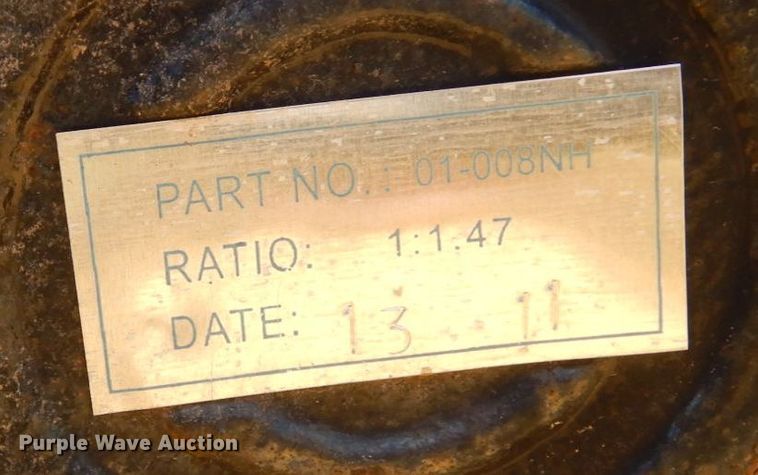 PART NO.: 01-008NH
RATIO: 1:1.47
DATE: 13 11
Purple Wave Auction